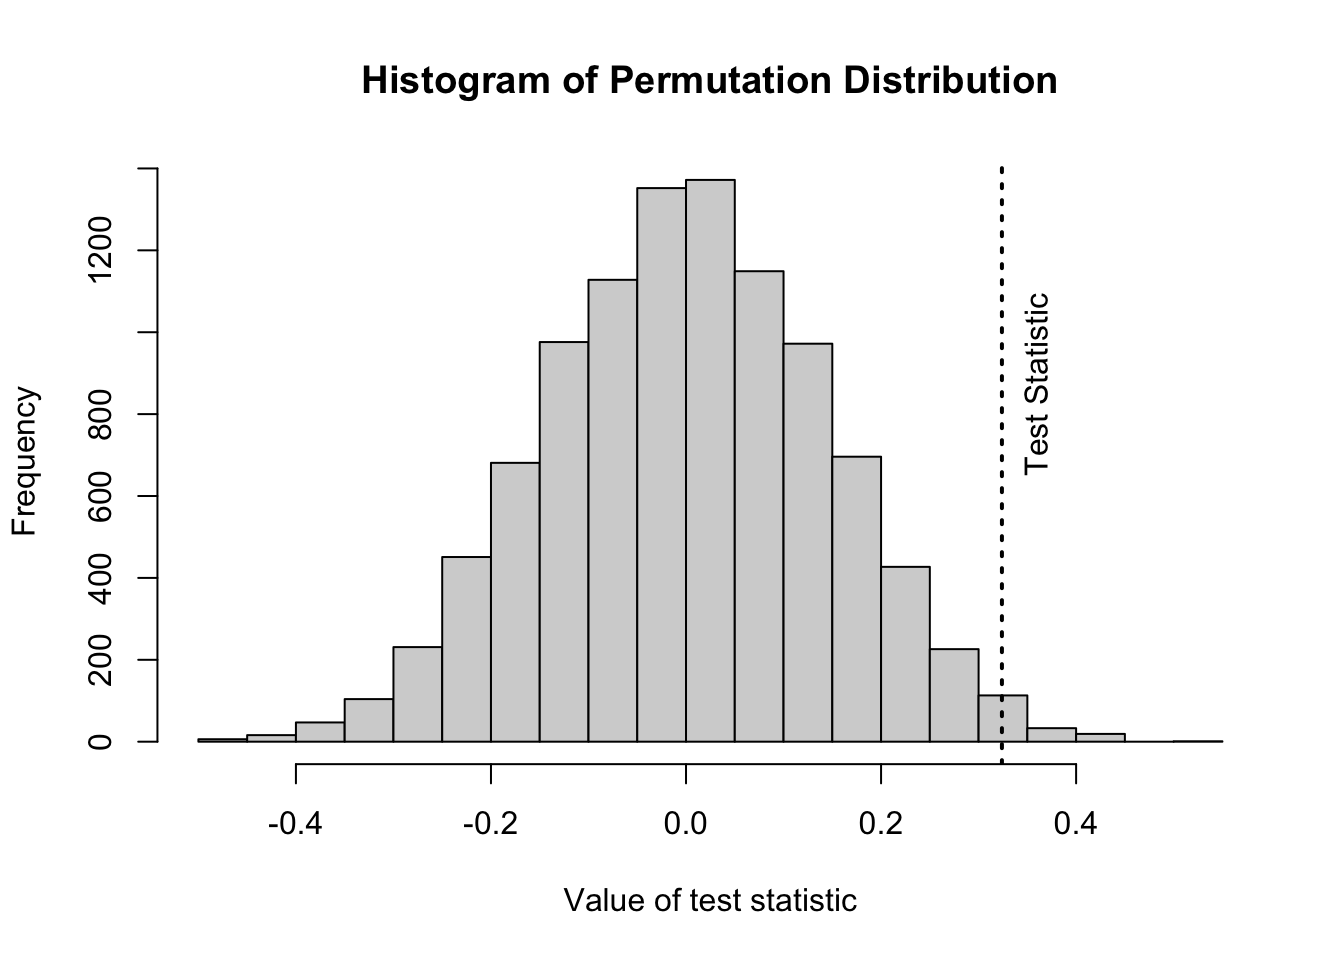 Histogram of Permutation Distribution
Frequency
1200
800
600
400
200
0
Test Statistic
-0.4 -0.2 0.0 0.2 0.4
Value of test statistic